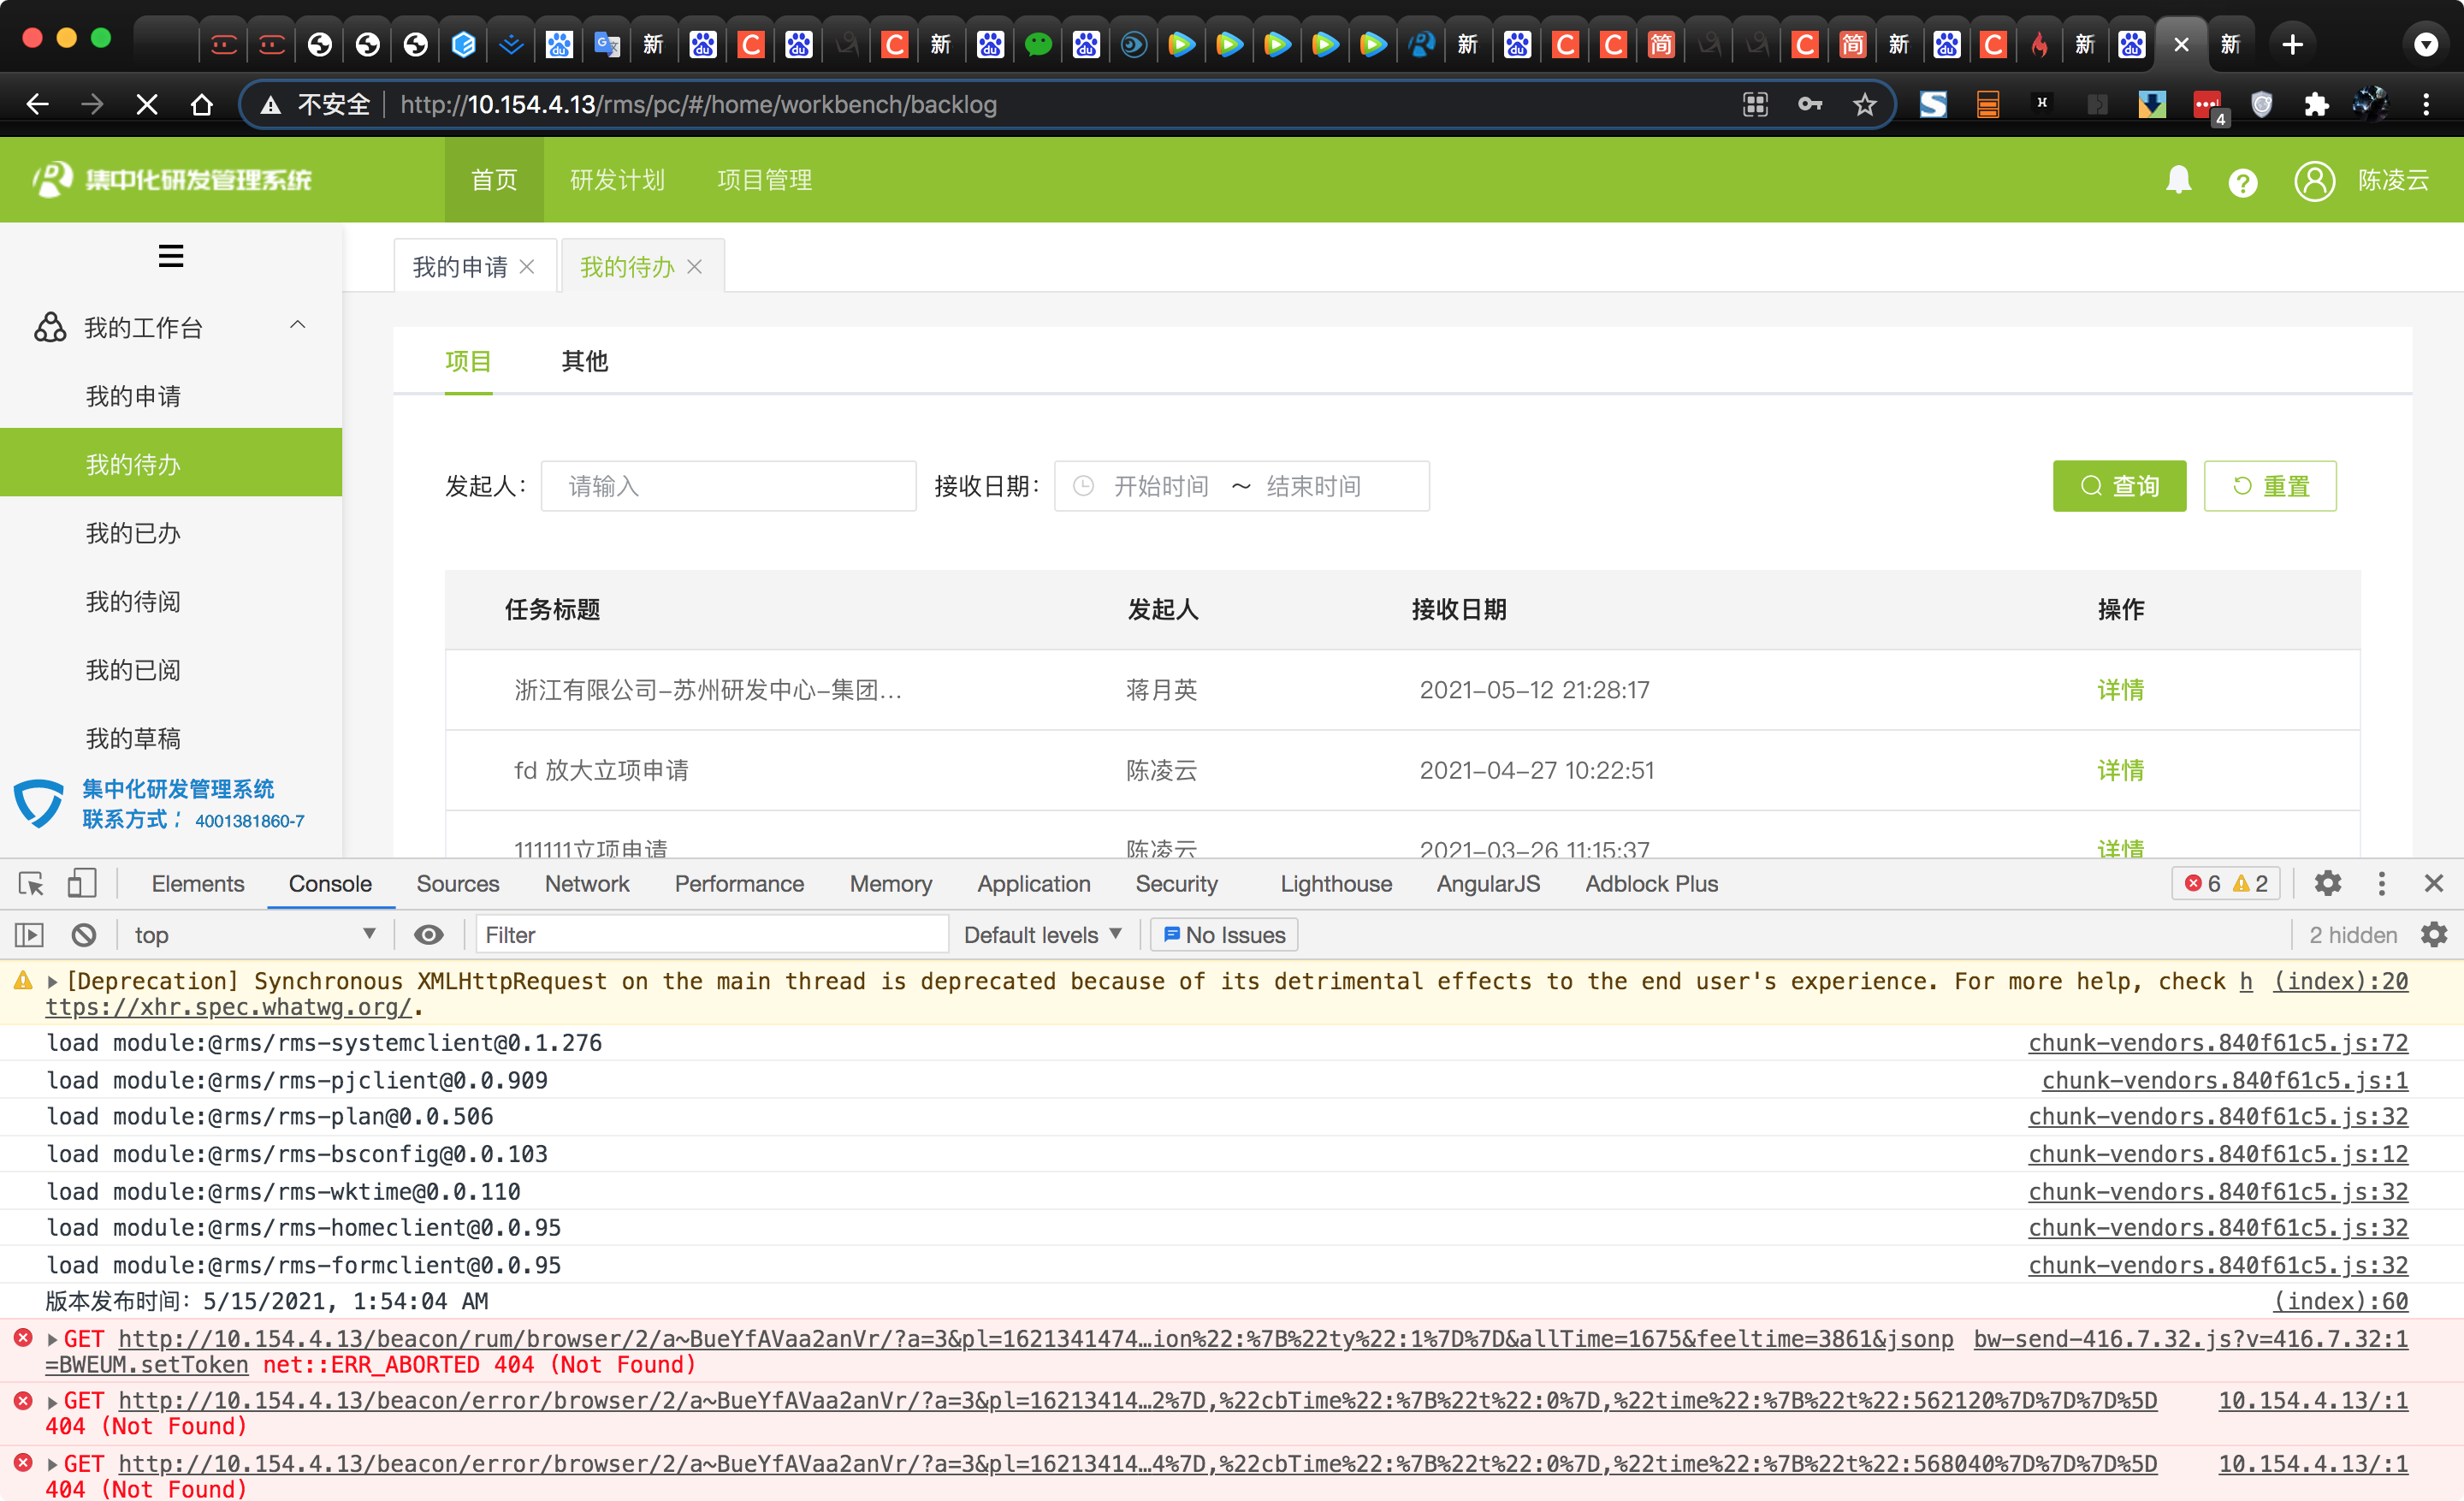 新 新 新 简 简 新 新 新
不安全 http://10.154.4.13/rms/pc/#/home/workbench/backlog
4
集中化研发管理系统 首页 研发计划 项目管理 陈凌云
我的申请 我的待办
我的工作台
我的申请
我的待办
我的已办
我的待阅
我的已阅
我的草稿
集中化研发管理系统
联系方式: 4001381860-7
项目 其他
发起人: 请输入 接收日期: 开始时间 ~ 结束时间 查询 重置
任务标题 发起人 接收日期 操作
浙江有限公司-苏州研发中心-集团... 蒋月英 2021-05-12 21:28:17 详情
fd 放大立项申请 陈凌云 2021-04-27 10:22:51 详情
111111立项申请 陈凌云 2021-03-26 11:15:37 详情
Elements Console Sources Network Performance Memory Application Security Lighthouse AngularJS Adblock Plus 6 2
top Filter Default levels No Issues 2 hidden
[Deprecation] Synchronous XMLHttpRequest on the main thread is deprecated because of its detrimental effects to the end user's experience. For more help, check h (index):20
ttps://xhr.spec.whatwg.org/.
load module:@rms/rms-systemclient@0.1.276 chunk-vendors.840f61c5.js:72
load module:@rms/rms-pjclient@0.0.909 chunk-vendors.840f61c5.js:1
load module:@rms/rms-plan@0.0.506 chunk-vendors.840f61c5.js:32
load module:@rms/rms-bsconfig@0.0.103 chunk-vendors.840f61c5.js:12
load module:@rms/rms-wktime@0.0.110 chunk-vendors.840f61c5.js:32
load module:@rms/rms-homeclient@0.0.95 chunk-vendors.840f61c5.js:32
load module:@rms/rms-formclient@0.0.95 chunk-vendors.840f61c5.js:32
版本发布时间: 5/15/2021, 1:54:04 AM (index):60
GET http://10.154.4.13/beacon/rum/browser/2/a~BueYfAVaa2anVr/?a=3&pl=1621341474…ion%22:%7B%22ty%22:1%7D%7D&allTime=1675&feeltime=3861&jsonp bw-send-416.7.32.js?v=416.7.32:1
=BWEUM.setToken net::ERR_ABORTED 404 (Not Found)
GET http://10.154.4.13/beacon/error/browser/2/a~BueYfAVaa2anVr/?a=3&pl=16213414…2%7D,%22cbTime%22:%7B%22t%22:0%7D,%22time%22:%7B%22t%22:562120%7D%7D%7D%5D 10.154.4.13/:1
404 (Not Found)
GET http://10.154.4.13/beacon/error/browser/2/a~BueYfAVaa2anVr/?a=3&pl=16213414…4%7D,%22cbTime%22:%7B%22t%22:0%7D,%22time%22:%7B%22t%22:568040%7D%7D%7D%5D 10.154.4.13/:1
404 (Not Found)